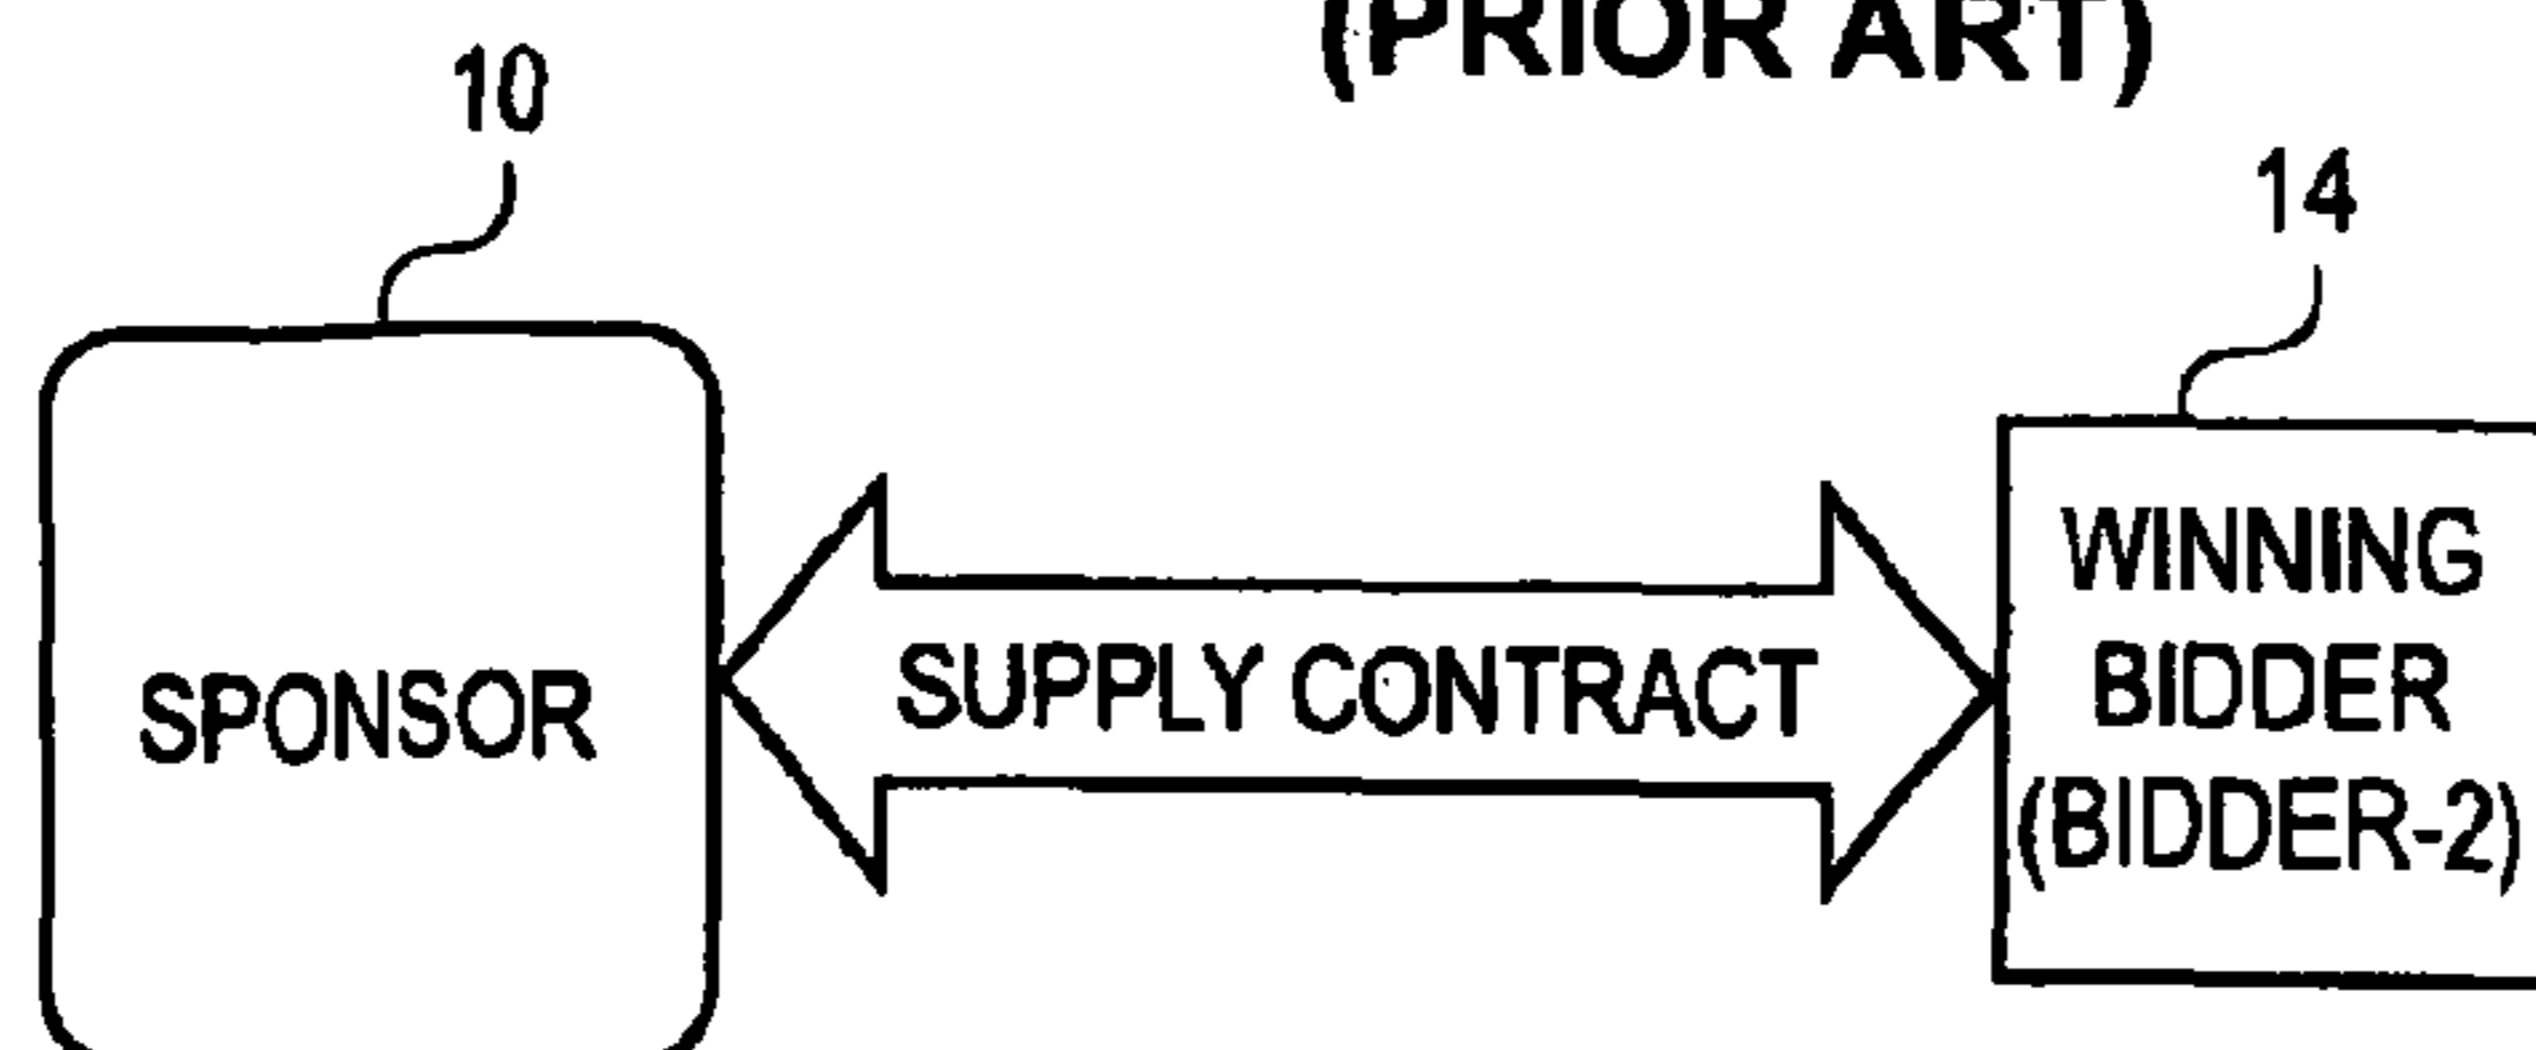 (PRIOR ART)
10
14
SPONSOR
SUPPLY CONTRACT
WINNING
BIDDER
(BIDDER-2)